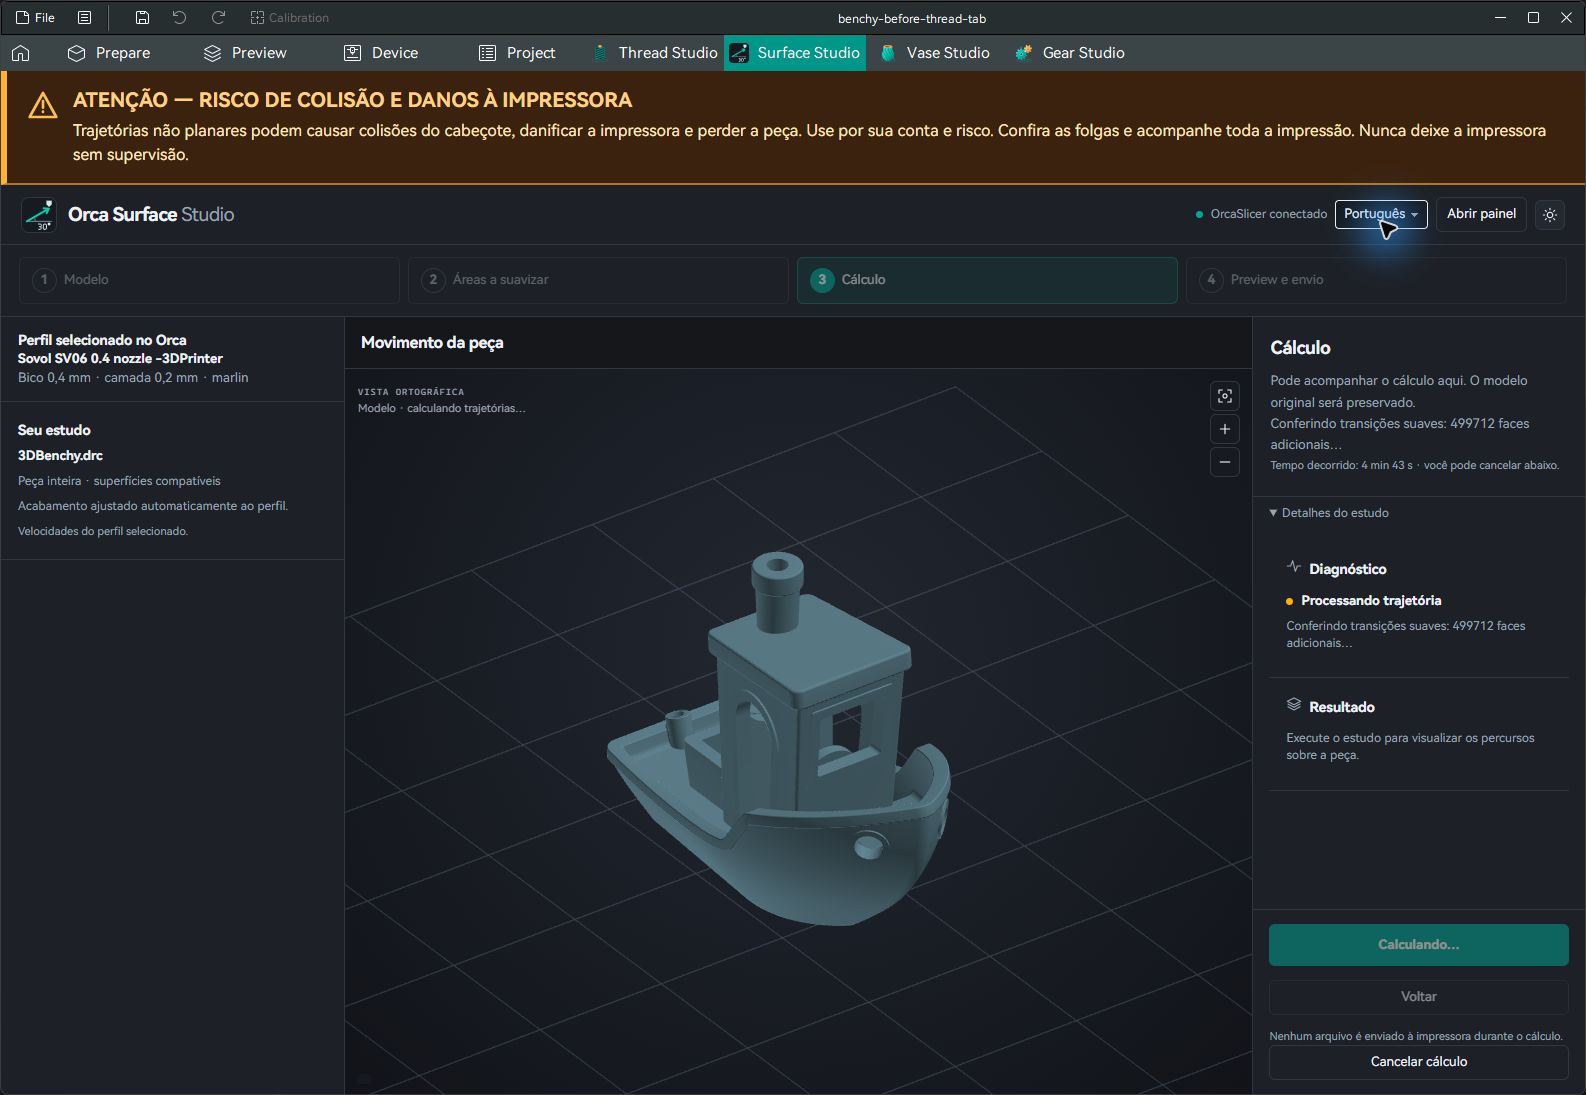 File
Calibration
benchy-before-thread-tab
Prepare
Preview
Device
Project
Thread Studio
Surface Studio
Vase Studio
Gear Studio
ATENÇÃO — RISCO DE COLISÃO E DANOS À IMPRESSORA
Trajetórias não planares podem causar colisões do cabeçote, danificar a impressora e perder a peça. Use por sua conta e risco. Confira as folgas e acompanhe toda a impressão. Nunca deixe a impressora
sem supervisão.
30°
Orca Surface Studio
OrcaSlicer conectado
Português
Abrir painel
1 Modelo
2 Áreas a suavizar
3 Cálculo
4 Preview e envio
Perfil selecionado no Orca
Sovol SV06 0.4 nozzle -3DPrinter
Bico 0,4 mm · camada 0,2 mm · marlin
Seu estudo
3DBenchy.drc
Peça inteira · superfícies compatíveis
Acabamento ajustado automaticamente ao perfil.
Velocidades do perfil selecionado.
Movimento da peça
VISTA ORTOGRÁFICA
Modelo · calculando trajetórias...
Cálculo
Pode acompanhar o cálculo aqui. O modelo
original será preservado.
Conferindo transições suaves: 499712 faces
adicionais...
Tempo decorrido: 4 min 43 s · você pode cancelar abaixo.
▼ Detalhes do estudo
Diagnóstico
Processando trajetória
Conferindo transições suaves: 499712 faces
adicionais...
Resultado
Execute o estudo para visualizar os percursos
sobre a peça.
Calculando...
Voltar
Nenhum arquivo é enviado à impressora durante o cálculo.
Cancelar cálculo